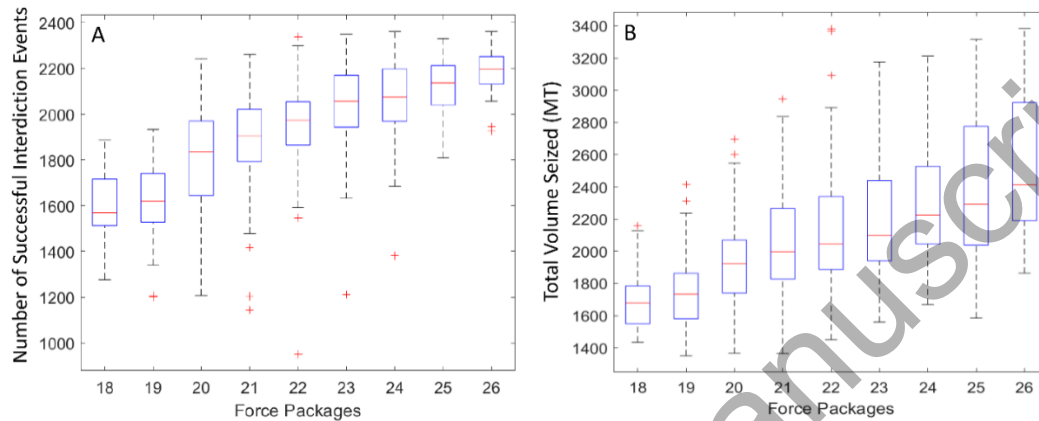 A
Number of Successful Interdiction Events
2400
2200
2000
1800
1600
1400
1200
1000
18 19 20 21 22 23 24 25 26
Force Packages
B
Total Volume Seized (MT)
3400
3200
3000
2800
2600
2400
2200
2000
1800
1600
1400
18 19 20 21 22 23 24 25 26
Force Packages
anuscri